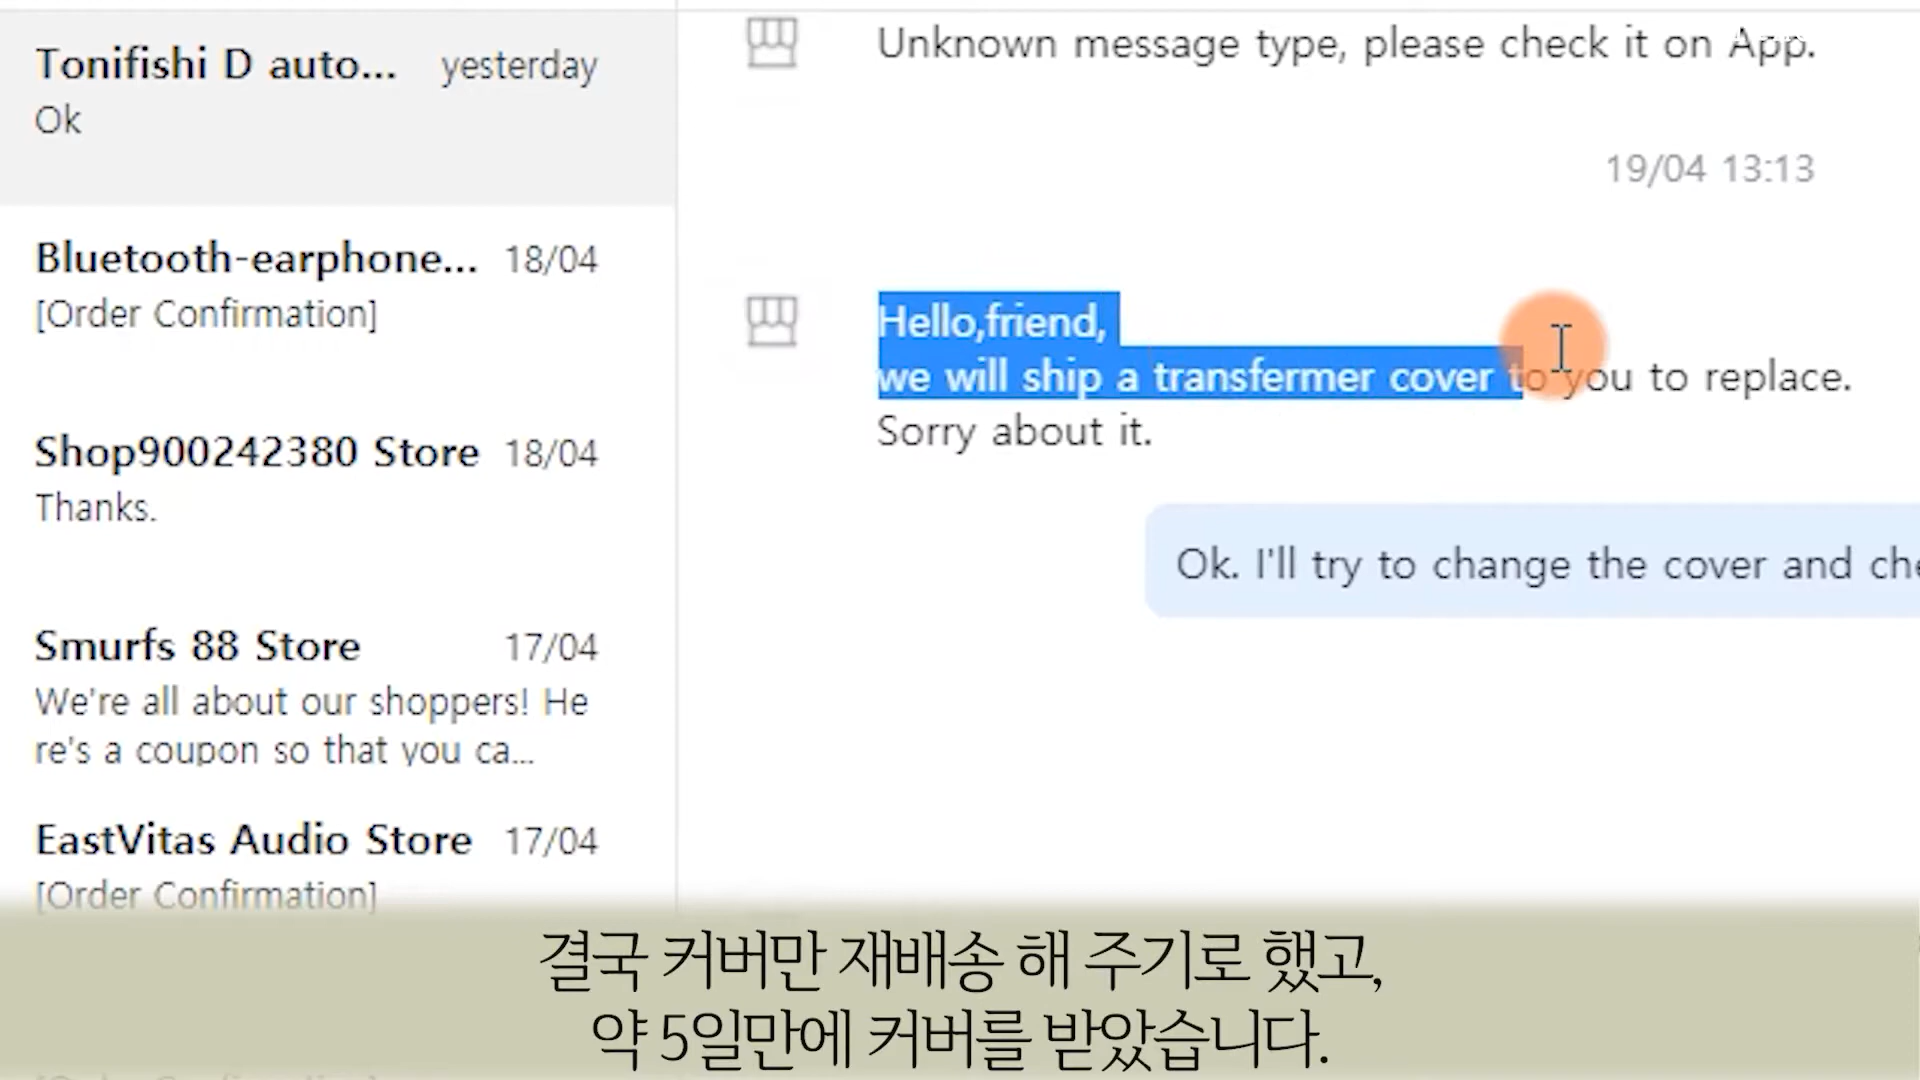 Tonifishi D auto... yesterday
Ok
Bluetooth-earphone... 18/04
[Order Confirmation]
Shop900242380 Store 18/04
Thanks.
Smurfs 88 Store 17/04
We're all about our shoppers! He
re's a coupon so that you ca...
EastVitas Audio Store 17/04
[Order Confirmation]
Unknown message type, please check it on App.
19/04 13:13
Hello,friend,
we will ship a transfermer cover to you to replace.
Sorry about it.
Ok. I'll try to change the cover and che
결국 커버만 재배송 해 주기로 했고,
약 5일만에 커버를 받았습니다.